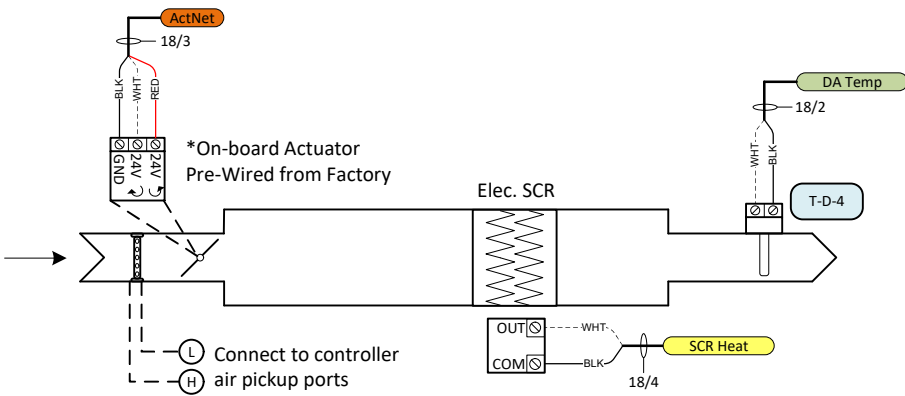 ActNet
18/3
BLK
WHT
RED
GND
24V
24V
*On-board Actuator
Pre-Wired from Factory
Elec. SCR
DA Temp
18/2
WHT
BLK
T-D-4
L
H
Connect to controller
air pickup ports
OUT
WHT
COM
BLK
SCR Heat
18/4